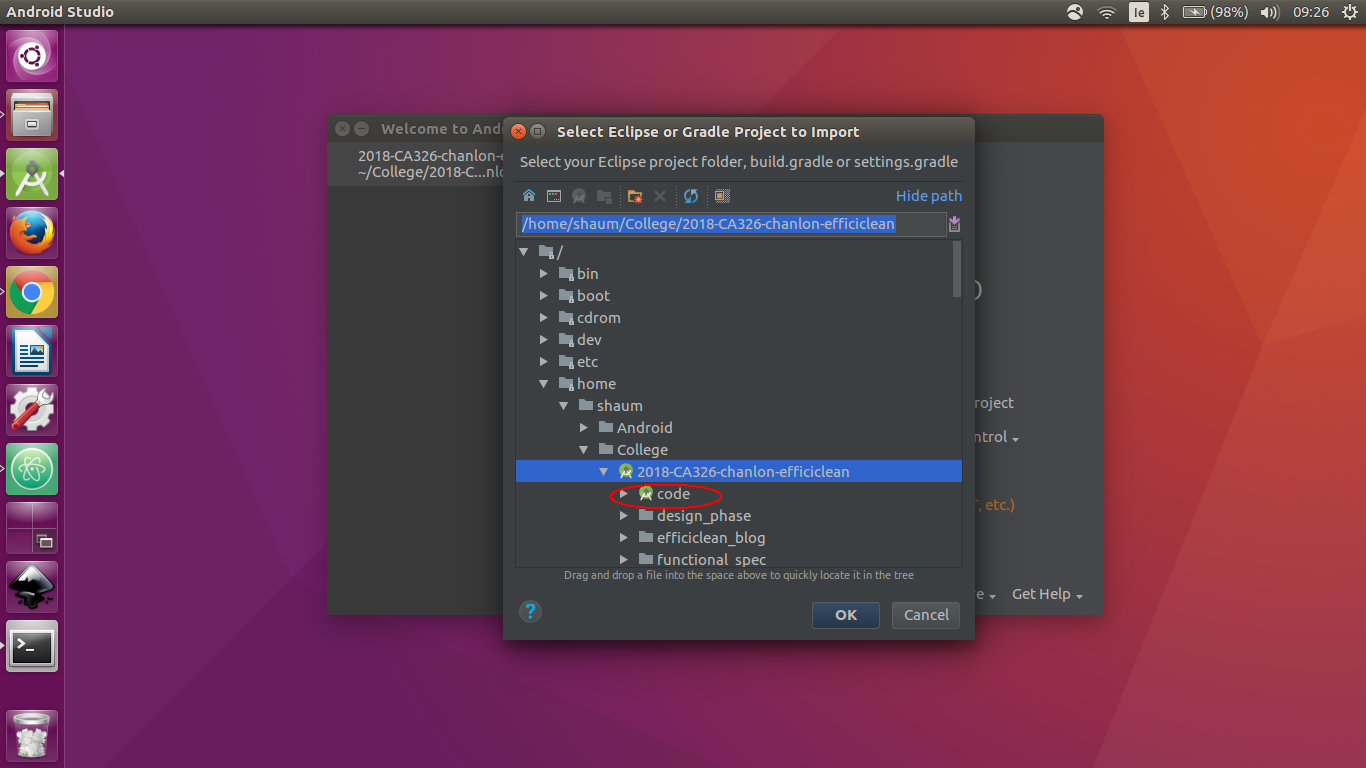 Android Studio
Ie
(98%)
09:26
Welcome to And
2018-CA326-chanlon-e
~/College/2018-C...nlo
Select Eclipse or Gradle Project to Import
Select your Eclipse project folder, build.gradle or settings.gradle
Hide path
/home/shaum/College/2018-CA326-chanlon-efficiclean
/
bin
boot
cdrom
dev
etc
home
shaum
Android
College
2018-CA326-chanlon-efficiclean
code
design_phase
efficiclean_blog
functional_spec
Drag and drop a file into the space above to quickly locate it in the tree
?
OK
Cancel
roject
ntrol
, etc.)
e
Get Help